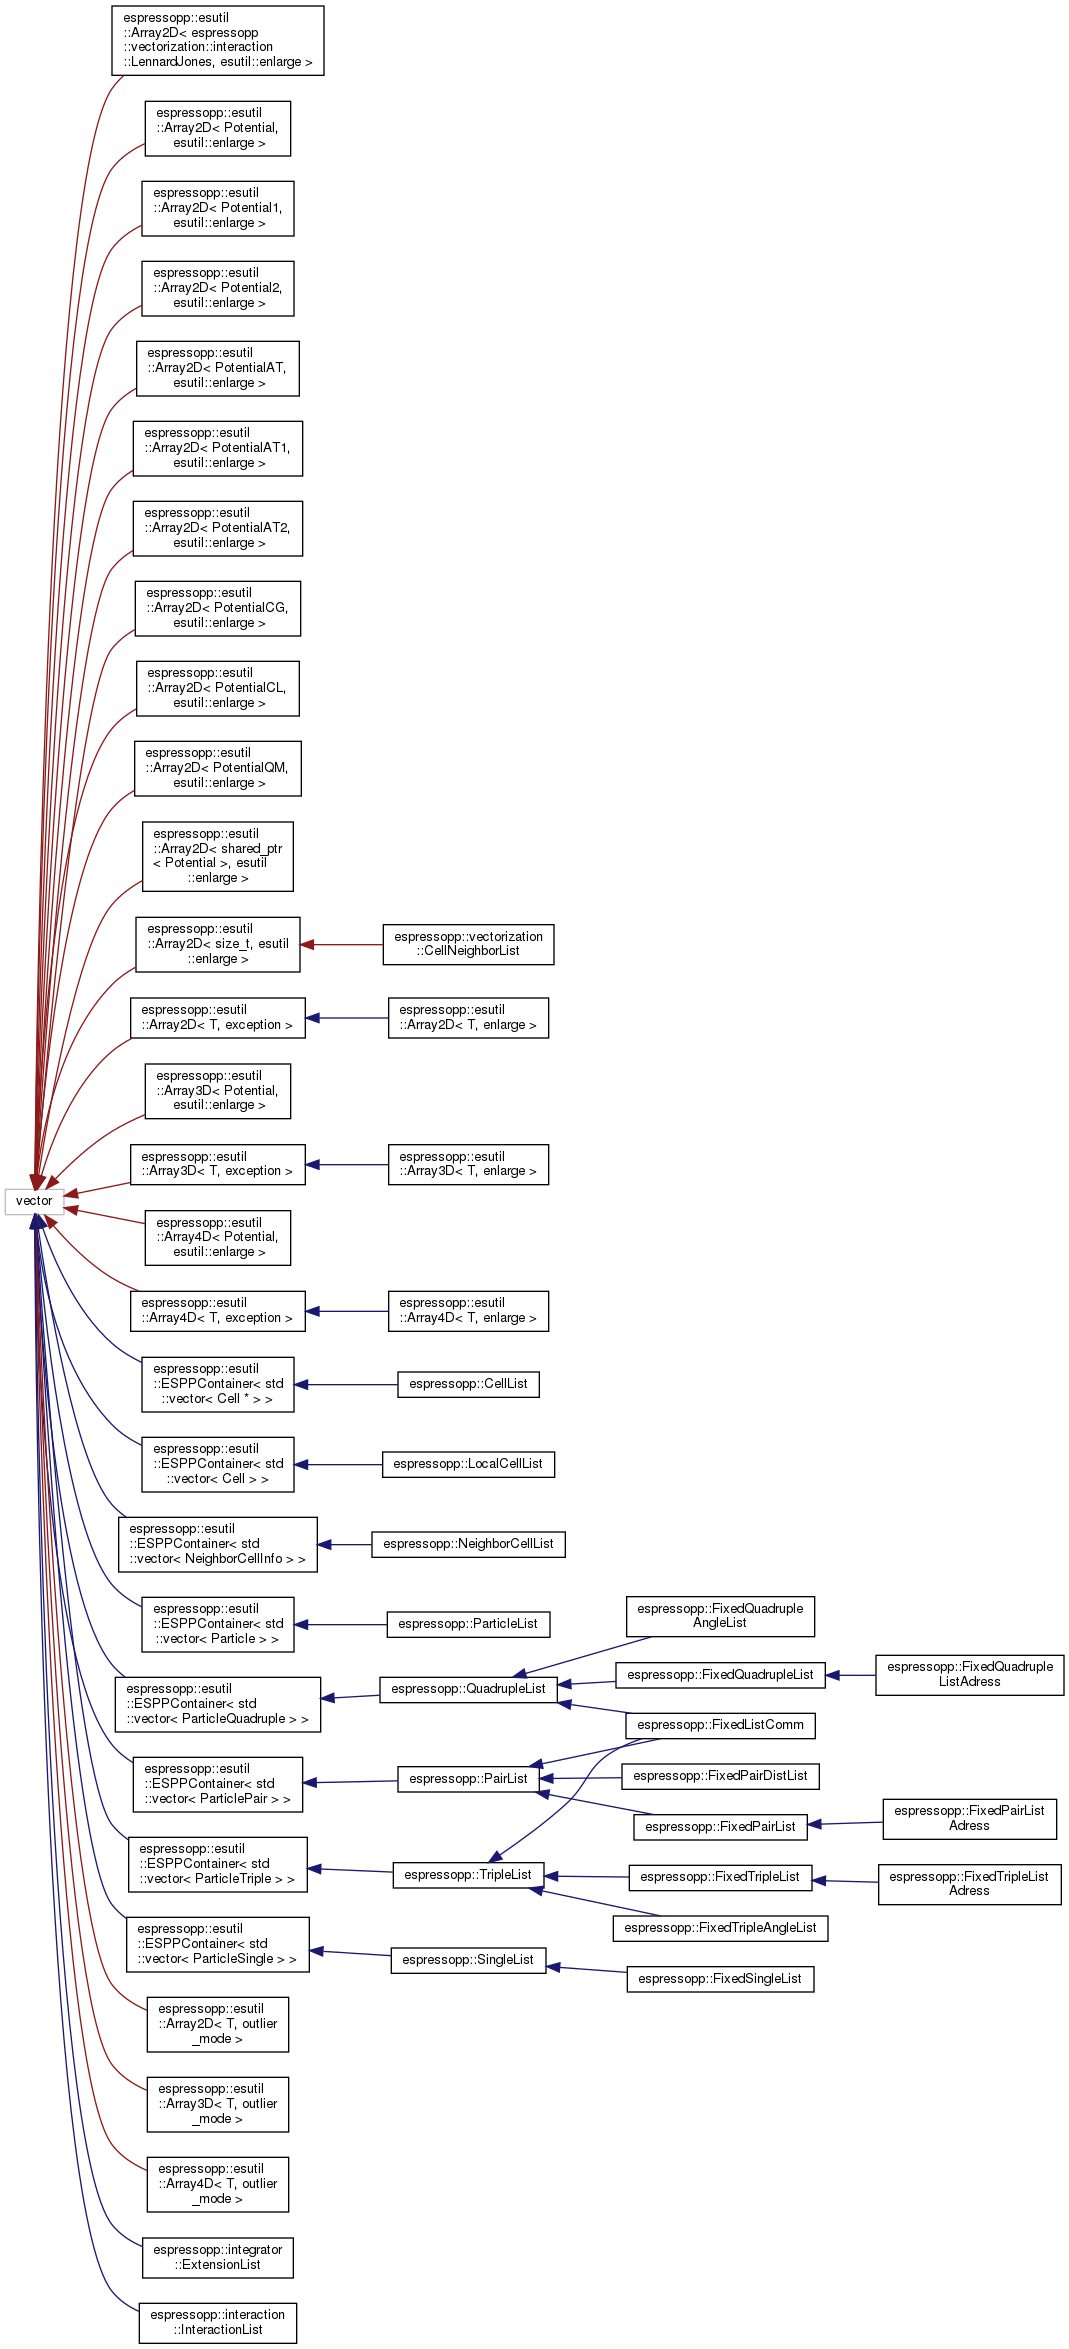 espressopp::esutil
::Array2D< espressopp
::vectorization::interaction
::LennardJones, esutil::enlarge >
espressopp::esutil
::Array2D< Potential,
esutil::enlarge >
espressopp::esutil
::Array2D< Potential1,
esutil::enlarge >
espressopp::esutil
::Array2D< Potential2,
esutil::enlarge >
espressopp::esutil
::Array2D< PotentialAT,
esutil::enlarge >
espressopp::esutil
::Array2D< PotentialAT1,
esutil::enlarge >
espressopp::esutil
::Array2D< PotentialAT2,
esutil::enlarge >
espressopp::esutil
::Array2D< PotentialCG,
esutil::enlarge >
espressopp::esutil
::Array2D< PotentialCL,
esutil::enlarge >
espressopp::esutil
::Array2D< PotentialQM,
esutil::enlarge >
espressopp::esutil
::Array2D< shared_ptr
< Potential >, esutil
::enlarge >
espressopp::esutil
::Array2D< size_t, esutil
::enlarge >
espressopp::vectorization
::CellNeighborList
espressopp::esutil
::Array2D< T, exception >
espressopp::esutil
::Array2D< T, enlarge >
espressopp::esutil
::Array3D< Potential,
esutil::enlarge >
espressopp::esutil
::Array3D< T, exception >
espressopp::esutil
::Array3D< T, enlarge >
vector
espressopp::esutil
::Array4D< Potential,
esutil::enlarge >
espressopp::esutil
::Array4D< T, exception >
espressopp::esutil
::Array4D< T, enlarge >
espressopp::esutil
::ESPPContainer< std
::vector< Cell * > >
espressopp::CellList
espressopp::esutil
::ESPPContainer< std
::vector< Cell > >
espressopp::LocalCellList
espressopp::esutil
::ESPPContainer< std
::vector< NeighborCellInfo > >
espressopp::NeighborCellList
espressopp::esutil
::ESPPContainer< std
::vector< Particle > >
espressopp::ParticleList
espressopp::FixedQuadruple
AngleList
espressopp::esutil
::ESPPContainer< std
::vector< ParticleQuadruple > >
espressopp::QuadrupleList
espressopp::FixedQuadrupleList
espressopp::FixedQuadruple
ListAdress
espressopp::FixedListComm
espressopp::esutil
::ESPPContainer< std
::vector< ParticlePair > >
espressopp::PairList
espressopp::FixedPairDistList
espressopp::FixedPairList
espressopp::FixedPairList
Adress
espressopp::esutil
::ESPPContainer< std
::vector< ParticleTriple > >
espressopp::TripleList
espressopp::FixedTripleList
espressopp::FixedTripleList
Adress
espressopp::FixedTripleAngleList
espressopp::esutil
::ESPPContainer< std
::vector< ParticleSingle > >
espressopp::SingleList
espressopp::FixedSingleList
espressopp::esutil
::Array2D< T, outlier
_mode >
espressopp::esutil
::Array3D< T, outlier
_mode >
espressopp::esutil
::Array4D< T, outlier
_mode >
espressopp::integrator
::ExtensionList
espressopp::interaction
::InteractionList